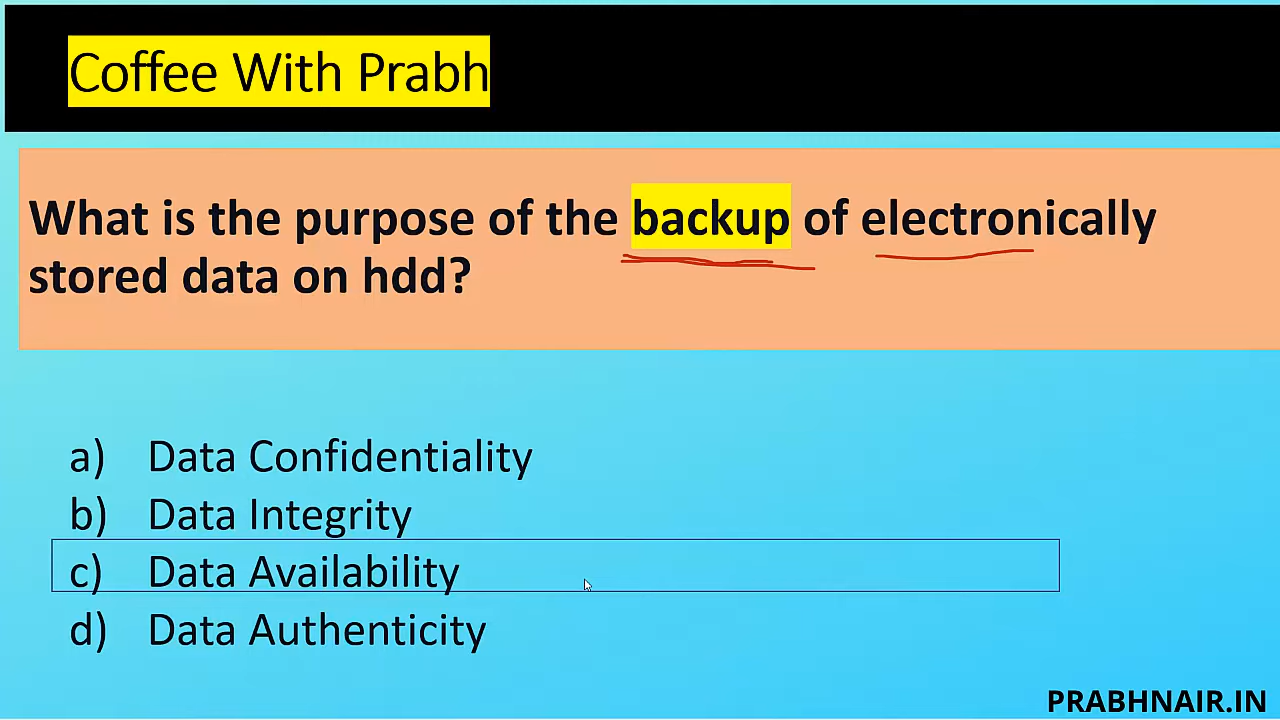 Coffee With Prabh
What is the purpose of the backup of electronically
stored data on hdd?
a) Data Confidentiality
b) Data Integrity
c) Data Availability
d) Data Authenticity
PRABHNAIR.IN